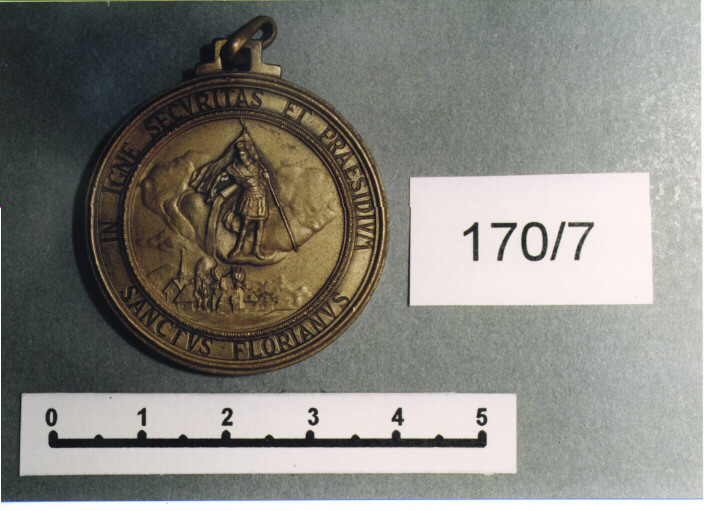 IN IGNE SECVRITAS ET PRAESIDIVM
SANCTVS FLORIANVS
170/7
0 1 2 3 4 5